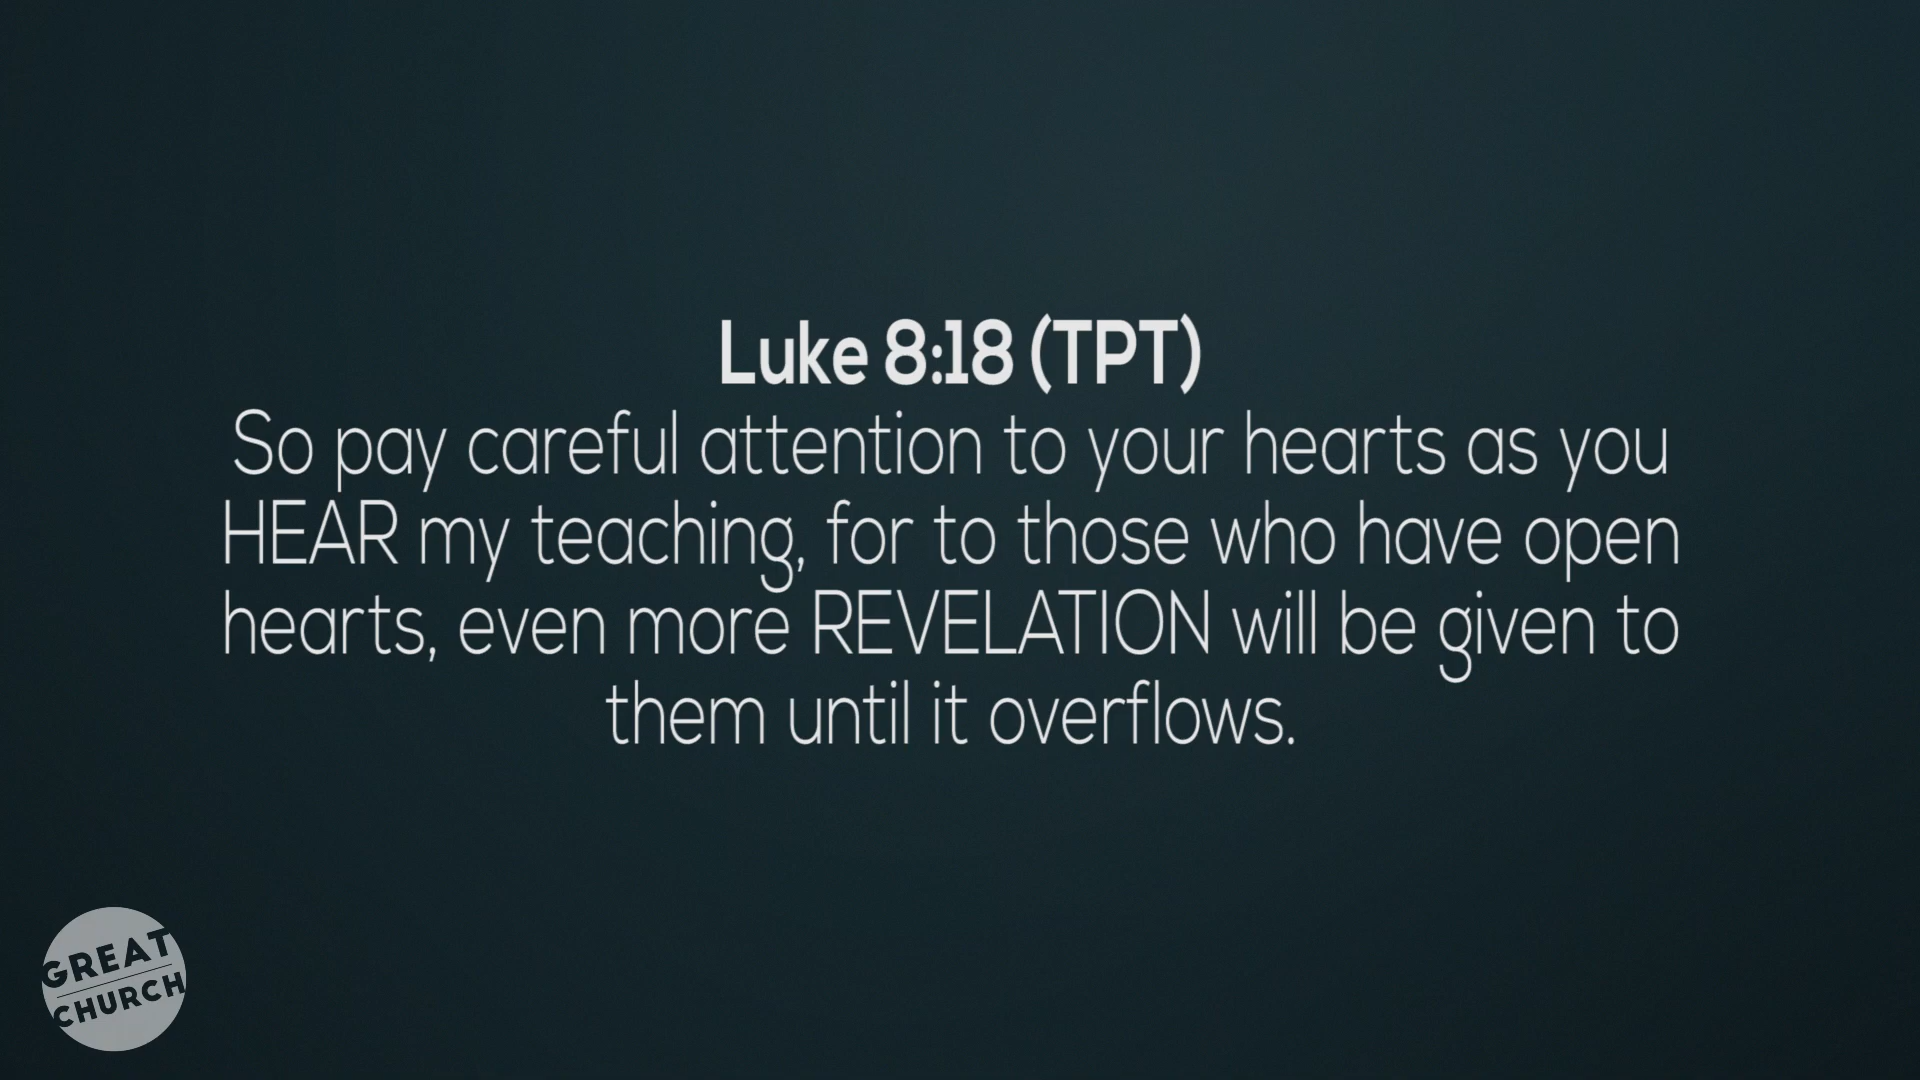 Luke 8:18 (TPT)
So pay careful attention to your hearts as you
HEAR my teaching, for to those who have open
hearts, even more REVELATION will be given to
them until it overflows.
GREAT
CHURCH